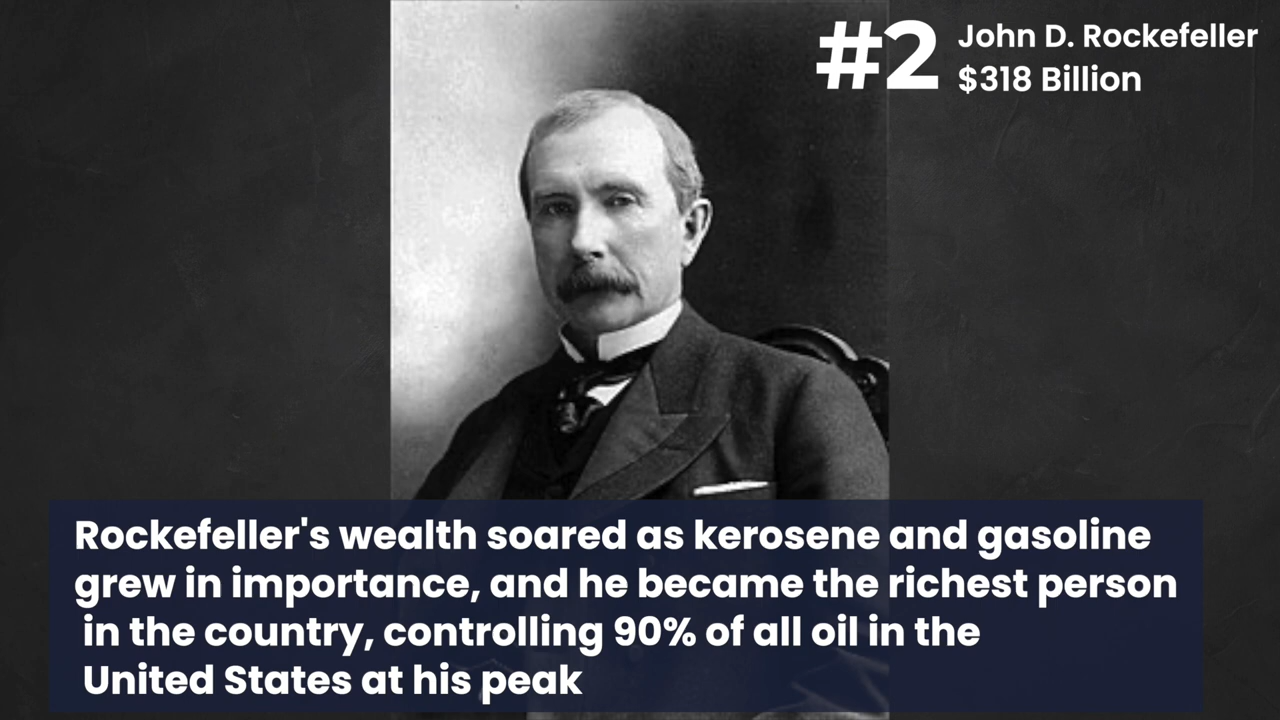 #2
John D. Rockefeller
$318 Billion
Rockefeller's wealth soared as kerosene and gasoline
grew in importance, and he became the richest person
in the country, controlling 90% of all oil in the
United States at his peak